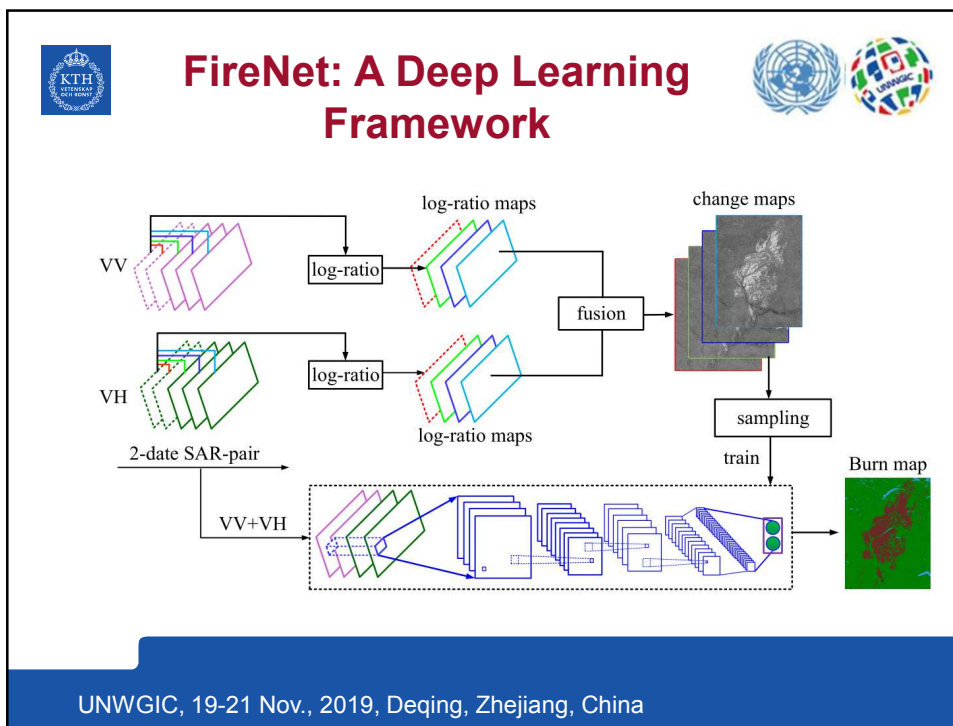 KTH
VETENSKAP
OCH KONST
FireNet: A Deep Learning
Framework
UNWGIC
VV
log-ratio
log-ratio maps
fusion
change maps
VH
log-ratio
log-ratio maps
sampling
2-date SAR-pair
train
VV+VH
Burn map
UNWGIC, 19-21 Nov., 2019, Deqing, Zhejiang, China